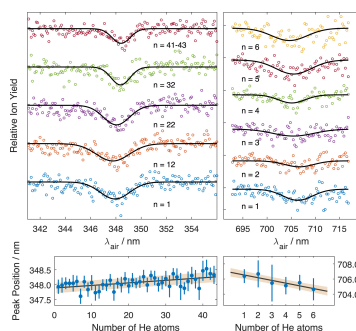 Relative Ion Yield
n = 41-43
n = 32
n = 22
n = 12
n = 1
342 344 346 348 350 352 354
λair / nm
n = 6
n = 5
n = 4
n = 3
n = 2
n = 1
695 700 705 710 715
λair / nm
Peak Position / nm
348.5
348.0
347.5
0 10 20 30 40
Number of He atoms
708.0
706.0
704.0
1 2 3 4 5 6
Number of He atoms